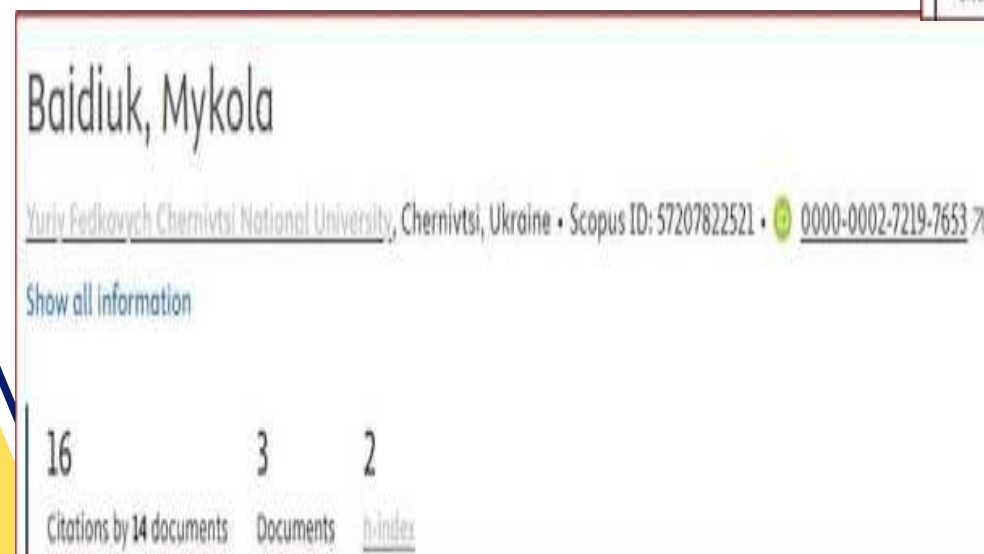 Baidiuk, Mykola
Yuriy Fedkovych Chernivtsi National University, Chernivtsi, Ukraine • Scopus ID: 57207822521 • iD 0000-0002-7219-7653
Show all information
16 3 2
Citations by 14 documents Documents h-index